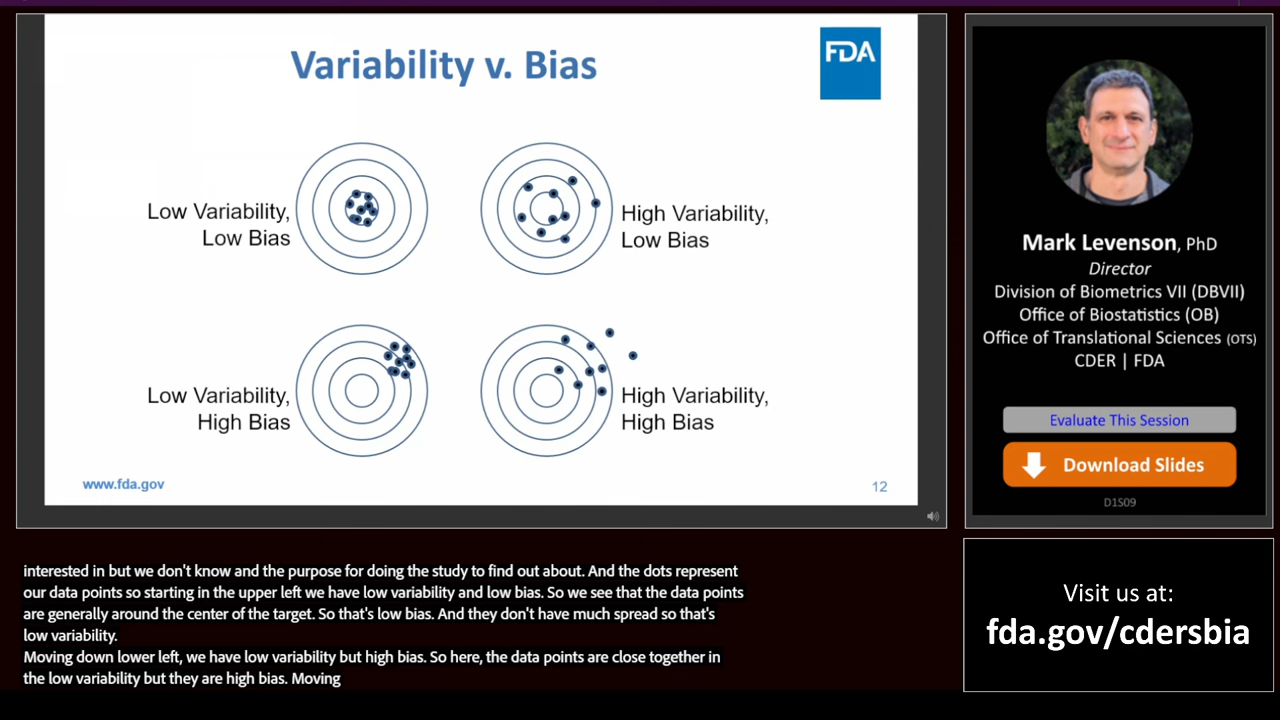 Variability v. Bias
FDA
Low Variability,
Low Bias
High Variability,
Low Bias
Low Variability,
High Bias
High Variability,
High Bias
www.fda.gov
12
Mark Levenson, PhD
Director
Division of Biometrics VII (DBVII)
Office of Biostatistics (OB)
Office of Translational Sciences (OTS)
CDER | FDA
Evaluate This Session
Download Slides
D1S09
interested in but we don't know and the purpose for doing the study to find out about. And the dots represent
our data points so starting in the upper left we have low variability and low bias. So we see that the data points
are generally around the center of the target. So that's low bias. And they don't have much spread so that's
low variability.
Moving down lower left, we have low variability but high bias. So here, the data points are close together in
the low variability but they are high bias. Moving
Visit us at:
fda.gov/cdersbia